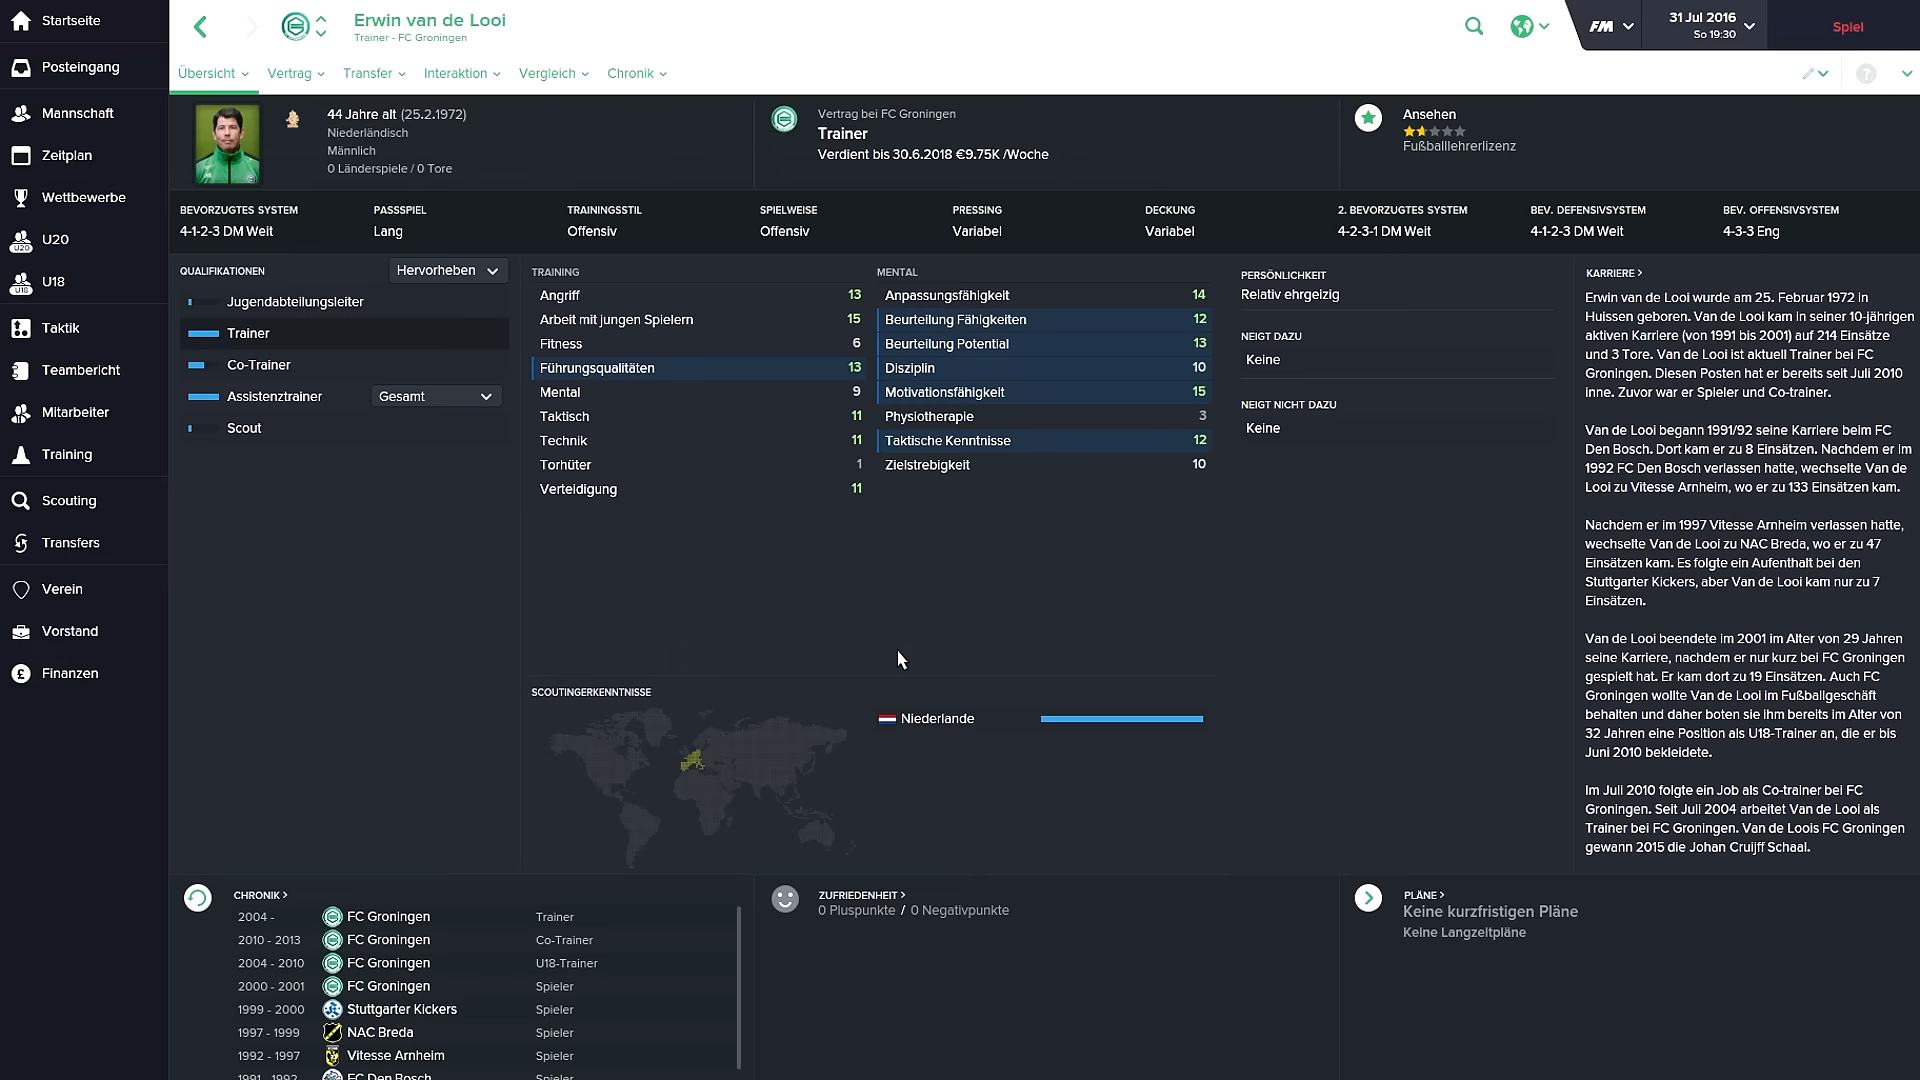 Startseite
Posteingang
Mannschaft
Zeitplan
Wettbewerbe
U20
U20
U18
U18
Taktik
Teambericht
Mitarbeiter
Training
Scouting
Transfers
Verein
Vorstand
Finanzen
Erwin van de Looi
Trainer - FC Groningen
FM
31 Jul 2016
So 19:30
Spiel
Übersicht
Vertrag
Transfer
Interaktion
Vergleich
Chronik
?
44 Jahre alt (25.2.1972)
Niederländisch
Männlich
0 Länderspiele / 0 Tore
Vertrag bei FC Groningen
Trainer
Verdient bis 30.6.2018 €9.75K /Woche
Ansehen
Fußballlehrerlizenz
BEVORZUGTES SYSTEM
4-1-2-3 DM Weit
PASSSPIEL
Lang
TRAININGSSTIL
Offensiv
SPIELWEISE
Offensiv
PRESSING
Variabel
DECKUNG
Variabel
2. BEVORZUGTES SYSTEM
4-2-3-1 DM Weit
BEV. DEFENSIVSYSTEM
4-1-2-3 DM Weit
BEV. OFFENSIVSYSTEM
4-3-3 Eng
QUALIFIKATIONEN
Hervorheben
Jugendabteilungsleiter
Trainer
Co-Trainer
Assistenztrainer
Gesamt
Scout
TRAINING
Angriff 13
Arbeit mit jungen Spielern 15
Fitness 6
Führungsqualitäten 13
Mental 9
Taktisch 11
Technik 11
Torhüter 1
Verteidigung 11
MENTAL
Anpassungsfähigkeit 14
Beurteilung Fähigkeiten 12
Beurteilung Potential 13
Disziplin 10
Motivationsfähigkeit 15
Physiotherapie 3
Taktische Kenntnisse 12
Zielstrebigkeit 10
PERSÖNLICHKEIT
Relativ ehrgeizig
NEIGT DAZU
Keine
NEIGT NICHT DAZU
Keine
KARRIERE >
Erwin van de Looi wurde am 25. Februar 1972 in
Huissen geboren. Van de Looi kam in seiner 10-jährigen
aktiven Karriere (von 1991 bis 2001) auf 214 Einsätze
und 3 Tore. Van de Looi ist aktuell Trainer bei FC
Groningen. Diesen Posten hat er bereits seit Juli 2010
inne. Zuvor war er Spieler und Co-trainer.
Van de Looi begann 1991/92 seine Karriere beim FC
Den Bosch. Dort kam er zu 8 Einsätzen. Nachdem er im
1992 FC Den Bosch verlassen hatte, wechselte Van de
Looi zu Vitesse Arnheim, wo er zu 133 Einsätzen kam.
Nachdem er im 1997 Vitesse Arnheim verlassen hatte,
wechselte Van de Looi zu NAC Breda, wo er zu 47
Einsätzen kam. Es folgte ein Aufenthalt bei den
Stuttgarter Kickers, aber Van de Looi kam nur zu 7
Einsätzen.
Van de Looi beendete im 2001 im Alter von 29 Jahren
seine Karriere, nachdem er nur kurz bei FC Groningen
gespielt hat. Er kam dort zu 19 Einsätzen. Auch FC
Groningen wollte Van de Looi im Fußballgeschäft
behalten und daher boten sie ihm bereits im Alter von
32 Jahren eine Position als U18-Trainer an, die er bis
Juni 2010 bekleidete.
Im Juli 2010 folgte ein Job als Co-trainer bei FC
Groningen. Seit Juli 2004 arbeitet Van de Looi als
Trainer bei FC Groningen. Van de Loois FC Groningen
gewann 2015 die Johan Cruijff Schaal.
SCOUTINGERKENNTNISSE
Niederlande
CHRONIK >
2004 - FC Groningen Trainer
2010 - 2013 FC Groningen Co-Trainer
2004 - 2010 FC Groningen U18-Trainer
2000 - 2001 FC Groningen Spieler
1999 - 2000 Stuttgarter Kickers Spieler
1997 - 1999 NAC Breda Spieler
1992 - 1997 Vitesse Arnheim Spieler
1991 - 1992 FC Den Bosch Spieler
ZUFRIEDENHEIT >
0 Pluspunkte / 0 Negativpunkte
PLÄNE >
Keine kurzfristigen Pläne
Keine Langzeitpläne